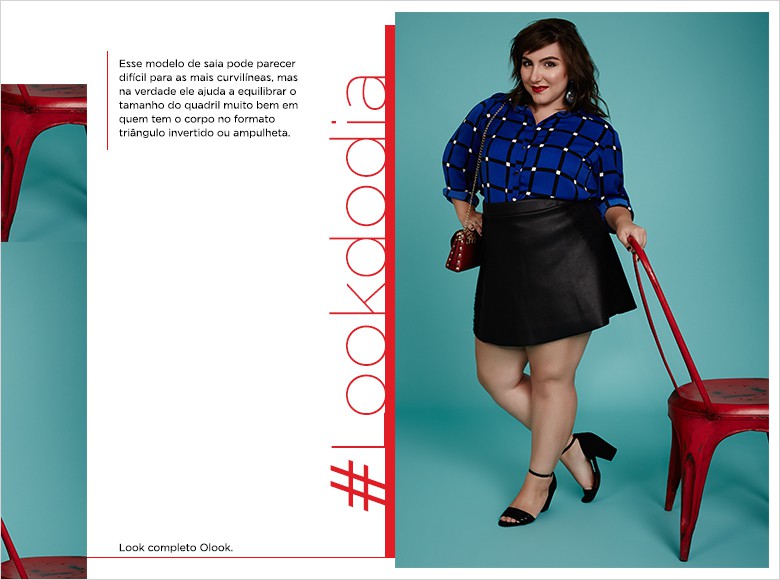 Esse modelo de saia pode parecer
difícil para as mais curvilíneas, mas
na verdade ele ajuda a equilibrar o
tamanho do quadril muito bem em
quem tem o corpo no formato
triângulo invertido ou ampulheta.
#Lookdodia
Look completo Olook.